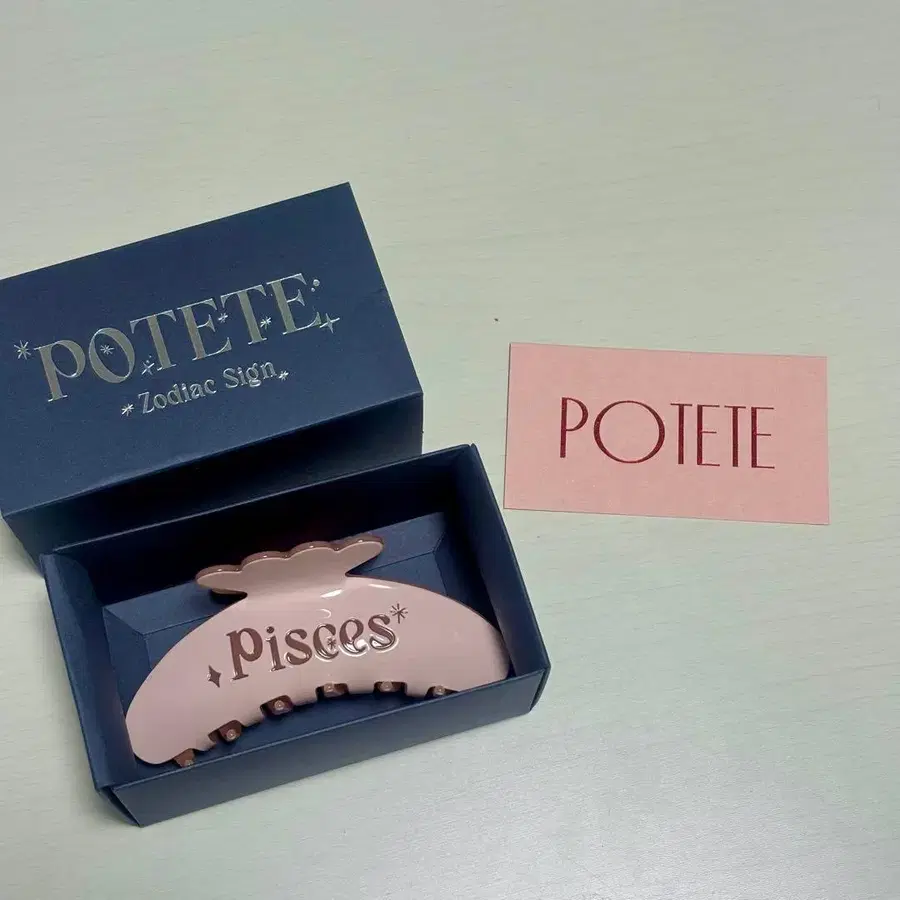 POTETE
Zodiac Sign
POTETE
Pisces